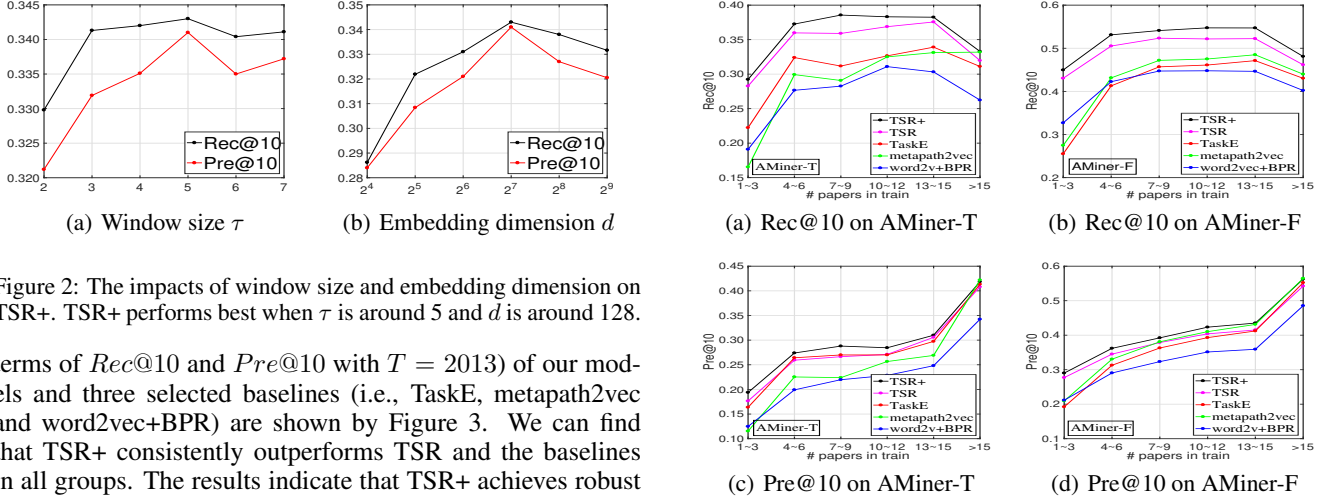 0.345
0.340
0.335
0.330
0.325
0.320
2 3 4 5 6 7
Rec@10
Pre@10
(a) Window size τ
0.35
0.34
0.33
0.32
0.31
0.30
0.29
0.28
2^4 2^5 2^6 2^7 2^8 2^9
Rec@10
Pre@10
(b) Embedding dimension d
Figure 2: The impacts of window size and embedding dimension on
TSR+. TSR+ performs best when τ is around 5 and d is around 128.
terms of Rec@10 and Pre@10 with T = 2013) of our mod-
els and three selected baselines (i.e., TaskE, metapath2vec
and word2vec+BPR) are shown by Figure 3. We can find
that TSR+ consistently outperforms TSR and the baselines
in all groups. The results indicate that TSR+ achieves robust
Rec@10
0.40
0.35
0.30
0.25
0.20
0.15
TSR+
TSR
TaskE
metapath2vec
word2v+BPR
AMiner-T
1~3 4~6 7~9 10~12 13~15 >15
# papers in train
(a) Rec@10 on AMiner-T
Rec@10
0.6
0.5
0.4
0.3
0.2
TSR+
TSR
TaskE
metapath2vec
word2v+BPR
AMiner-F
1~3 4~6 7~9 10~12 13~15 >15
# papers in train
(b) Rec@10 on AMiner-F
Pre@10
0.45
0.40
0.35
0.30
0.25
0.20
0.15
0.10
TSR+
TSR
TaskE
metapath2vec
word2v+BPR
AMiner-T
1~3 4~6 7~9 10~12 13~15 >15
# papers in train
(c) Pre@10 on AMiner-T
Pre@10
0.6
0.5
0.4
0.3
0.2
0.1
TSR+
TSR
TaskE
metapath2vec
word2v+BPR
AMiner-F
1~3 4~6 7~9 10~12 13~15 >15
# papers in train
(d) Pre@10 on AMiner-F